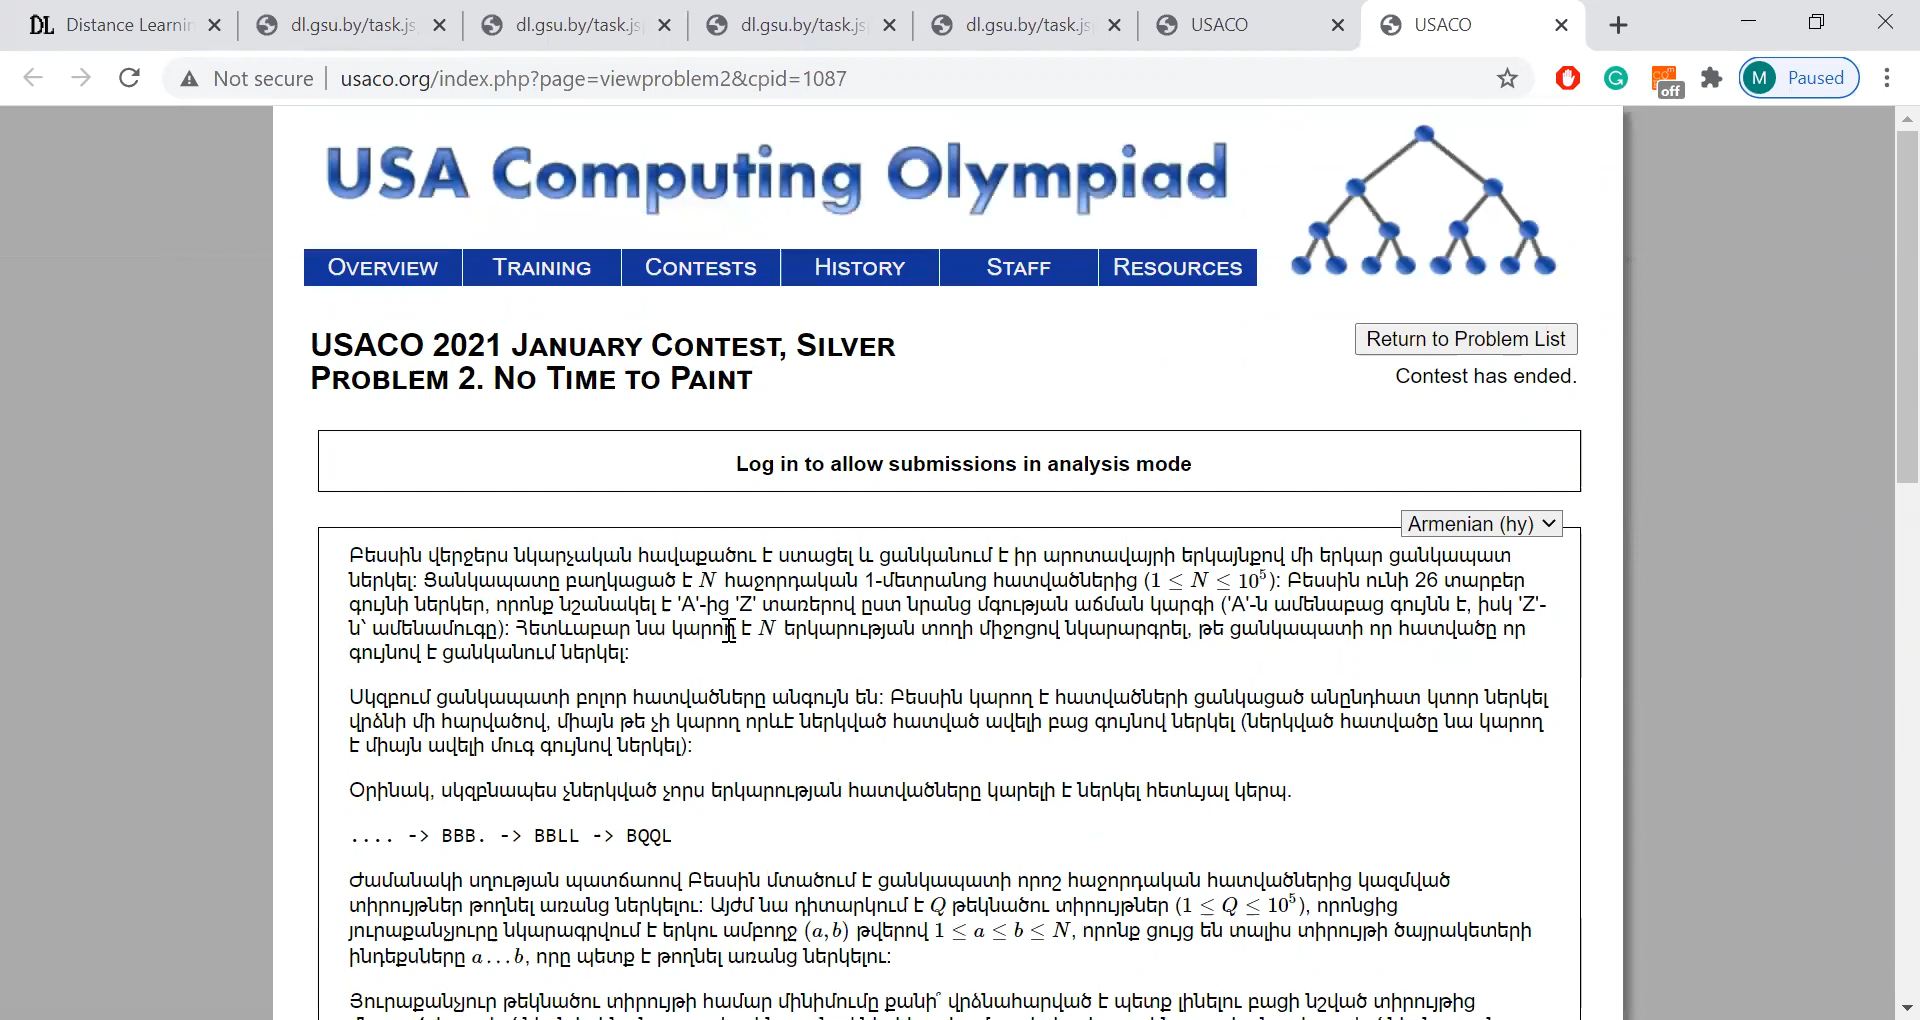 Distance Learnin
dl.gsu.by/task.js
dl.gsu.by/task.js
dl.gsu.by/task.js
dl.gsu.by/task.js
USACO
USACO
Not secure
usaco.org/index.php?page=viewproblem2&cpid=1087
off
M
Paused
USA Computing Olympiad
OVERVIEW
TRAINING
CONTESTS
HISTORY
STAFF
RESOURCES
USACO 2021 JANUARY CONTEST, SILVER
PROBLEM 2. NO TIME TO PAINT
Return to Problem List
Contest has ended.
Log in to allow submissions in analysis mode
Armenian (hy)
Բեսսին վերջերս նկարչական հավաքածու է ստացել և ցանկանում է իր արոտավայրի երկայնքով մի երկար ցանկապատ
ներկել: Ցանկապատը բաղկացած է N հաջորդական 1-մետրանոց հատվածներից (1 ≤ N ≤ 10⁵): Բեսսին ունի 26 տարբեր
գույնի ներկեր, որոնք նշանակել է 'A'-ից 'Z' տառերով ըստ նրանց մգության աճման կարգի ('A'-ն ամենաբաց գույնն է, իսկ 'Z'-
ն՝ ամենամուգը): Հետևաբար նա կարող է N երկարության տողի միջոցով նկարարգրել, թե ցանկապատի որ հատվածը որ
գույնով է ցանկանում ներկել:
Սկզբում ցանկապատի բոլոր հատվածները անգույն են: Բեսսին կարող է հատվածների ցանկացած անընդհատ կտոր ներկել
վրձնի մի հարվածով, միայն թե չի կարող որևէ ներկված հատված ավելի բաց գույնով ներկել (ներկված հատվածը նա կարող
է միայն ավելի մուգ գույնով ներկել):
Օրինակ, սկզբնապես չներկված չորս երկարության հատվածները կարելի է ներկել հետևյալ կերպ.
.... -> BBB. -> BBLL -> BQQL
Ժամանակի սղության պատճառով Բեսսին մտածում է ցանկապատի որոշ հաջորդական հատվածներից կազմված
տիրույթներ թողնել առանց ներկելու: Այժմ նա դիտարկում է Q թեկնածու տիրույթներ (1 ≤ Q ≤ 10⁵), որոնցից
յուրաքանչյուրը նկարագրվում է երկու ամբողջ (a, b) թվերով 1 ≤ a ≤ b ≤ N, որոնք ցույց են տալիս տիրույթի ծայրակետերի
ինդեքսները a...b, որը պետք է թողնել առանց ներկելու:
Յուրաքանչյուր թեկնածու տիրույթի համար մինիմումը քանի՞ վրձնահարված է պետք լինելու բացի նշված տիրույթից